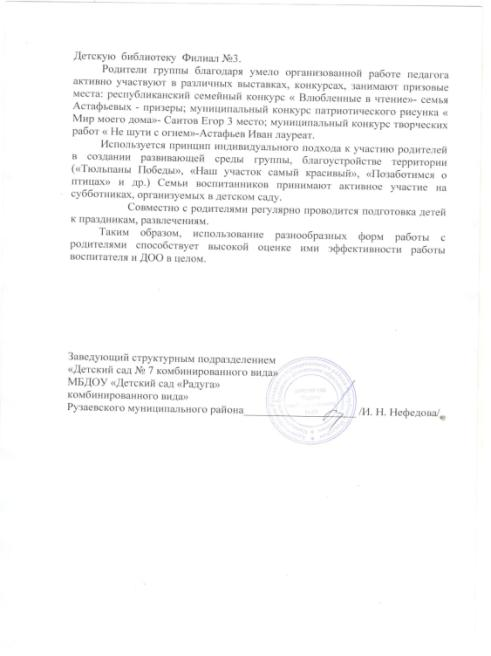 Детскую библиотеку Филиал №3.
Родители группы благодаря умело организованной работе педагога
активно участвуют в различных выставках, конкурсах, занимают призовые
места: республиканский семейный конкурс « Влюбленные в чтение»- семья
Астафьевых - призеры; муниципальный конкурс патриотического рисунка «
Мир моего дома»- Саитов Егор 3 место; муниципальный конкурс творческих
работ « Не шути с огнем»-Астафьев Иван лауреат.
Используется принцип индивидуального подхода к участию родителей
в создании развивающей среды группы, благоустройстве территории
(«Тюльпаны Победы», «Наш участок самый красивый», «Позаботимся о
птицах» и др.) Семьи воспитанников принимают активное участие на
субботниках, организуемых в детском саду.
Совместно с родителями регулярно проводится подготовка детей
к праздникам, развлечениям.
Таким образом, использование разнообразных форм работы с
родителями способствует высокой оценке ими эффективности работы
воспитателя и ДОО в целом.
Заведующий структурным подразделением
«Детский сад № 7 комбинированного вида»
МБДОУ «Детский сад «Радуга»
комбинированного вида»
Рузаевского муниципального района____________________ /И. Н. Нефедова/